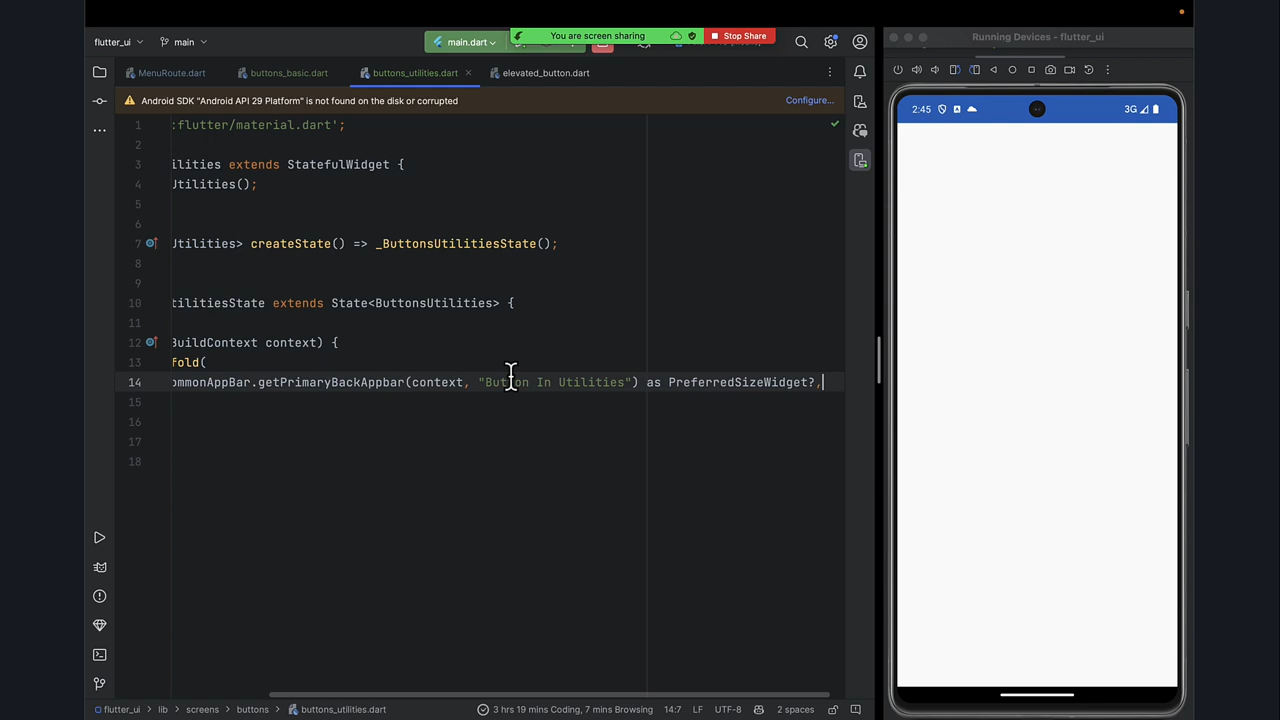 flutter_ui
main
main.dart
You are screen sharing
Stop Share
Running Devices - flutter_ui
MenuRoute.dart
buttons_basic.dart
buttons_utilities.dart
elevated_button.dart
Android SDK "Android API 29 Platform" is not found on the disk or corrupted
Configure...
2:45
3G
1 :flutter/material.dart';
2
3 ilities extends StatefulWidget {
4 Utilities();
5
6
7 Utilities> createState() => _ButtonsUtilitiesState();
8
9
10 tilitiesState extends State<ButtonsUtilities> {
11
12 BuildContext context) {
13 fold(
14 ommonAppBar.getPrimaryBackAppbar(context, "Button In Utilities") as PreferredSizeWidget?,
15
16
17
18
flutter_ui > lib > screens > buttons > buttons_utilities.dart
3 hrs 19 mins Coding, 7 mins Browsing
14:7
LF
UTF-8
2 spaces